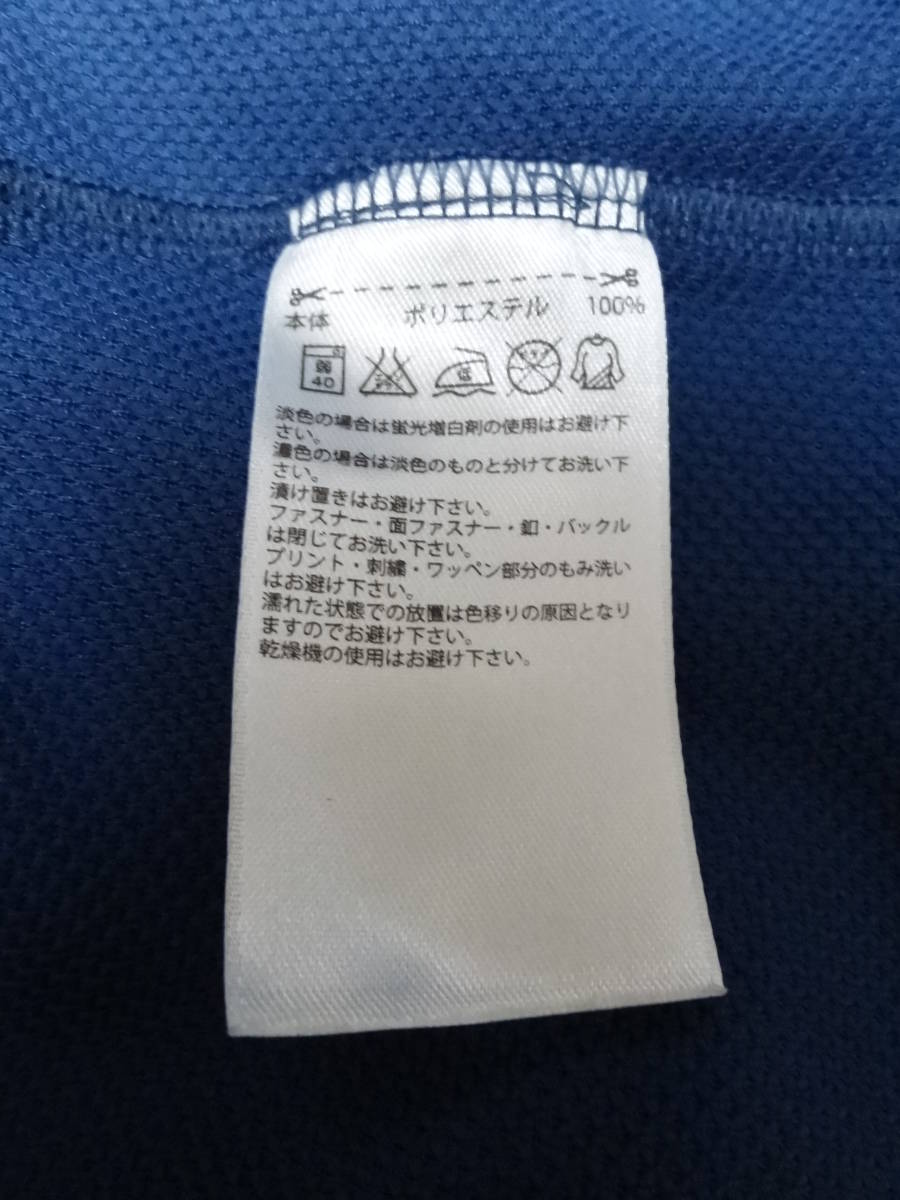 本体 ポリエステル 100%
弱 40 低
淡色の場合は蛍光増白剤の使用はお避け下
さい。
濃色の場合は淡色のものと分けてお洗い下
さい。
漬け置きはお避け下さい。
ファスナー・面ファスナー・釦・バックル
は閉じてお洗い下さい。
プリント・刺繍・ワッペン部分のもみ洗い
はお避け下さい。
濡れた状態での放置は色移りの原因となり
ますのでお避け下さい。
乾燥機の使用はお避け下さい。